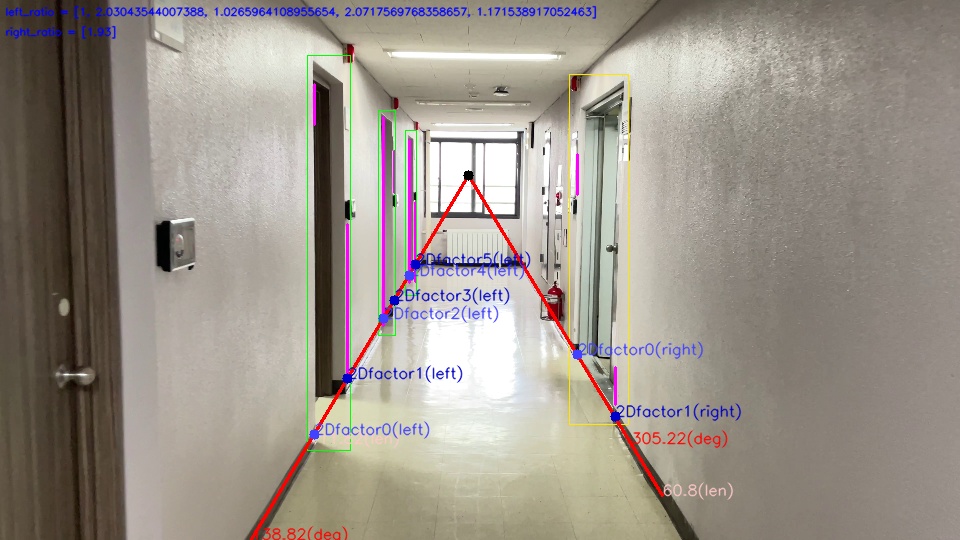 left_ratio = [1, 2.03043544007388, 1.0265964108955654, 2.0717569768358657, 1.171538917052463]
right_ratio = [1.93]
2Dfactor5(left)
2Dfactor4(left)
2Dfactor3(left)
2Dfactor2(left)
2Dfactor0(right)
2Dfactor1(left)
2Dfactor1(right)
2Dfactor0(left)
305.22(deg)
60.8(len)
58.82(deg)